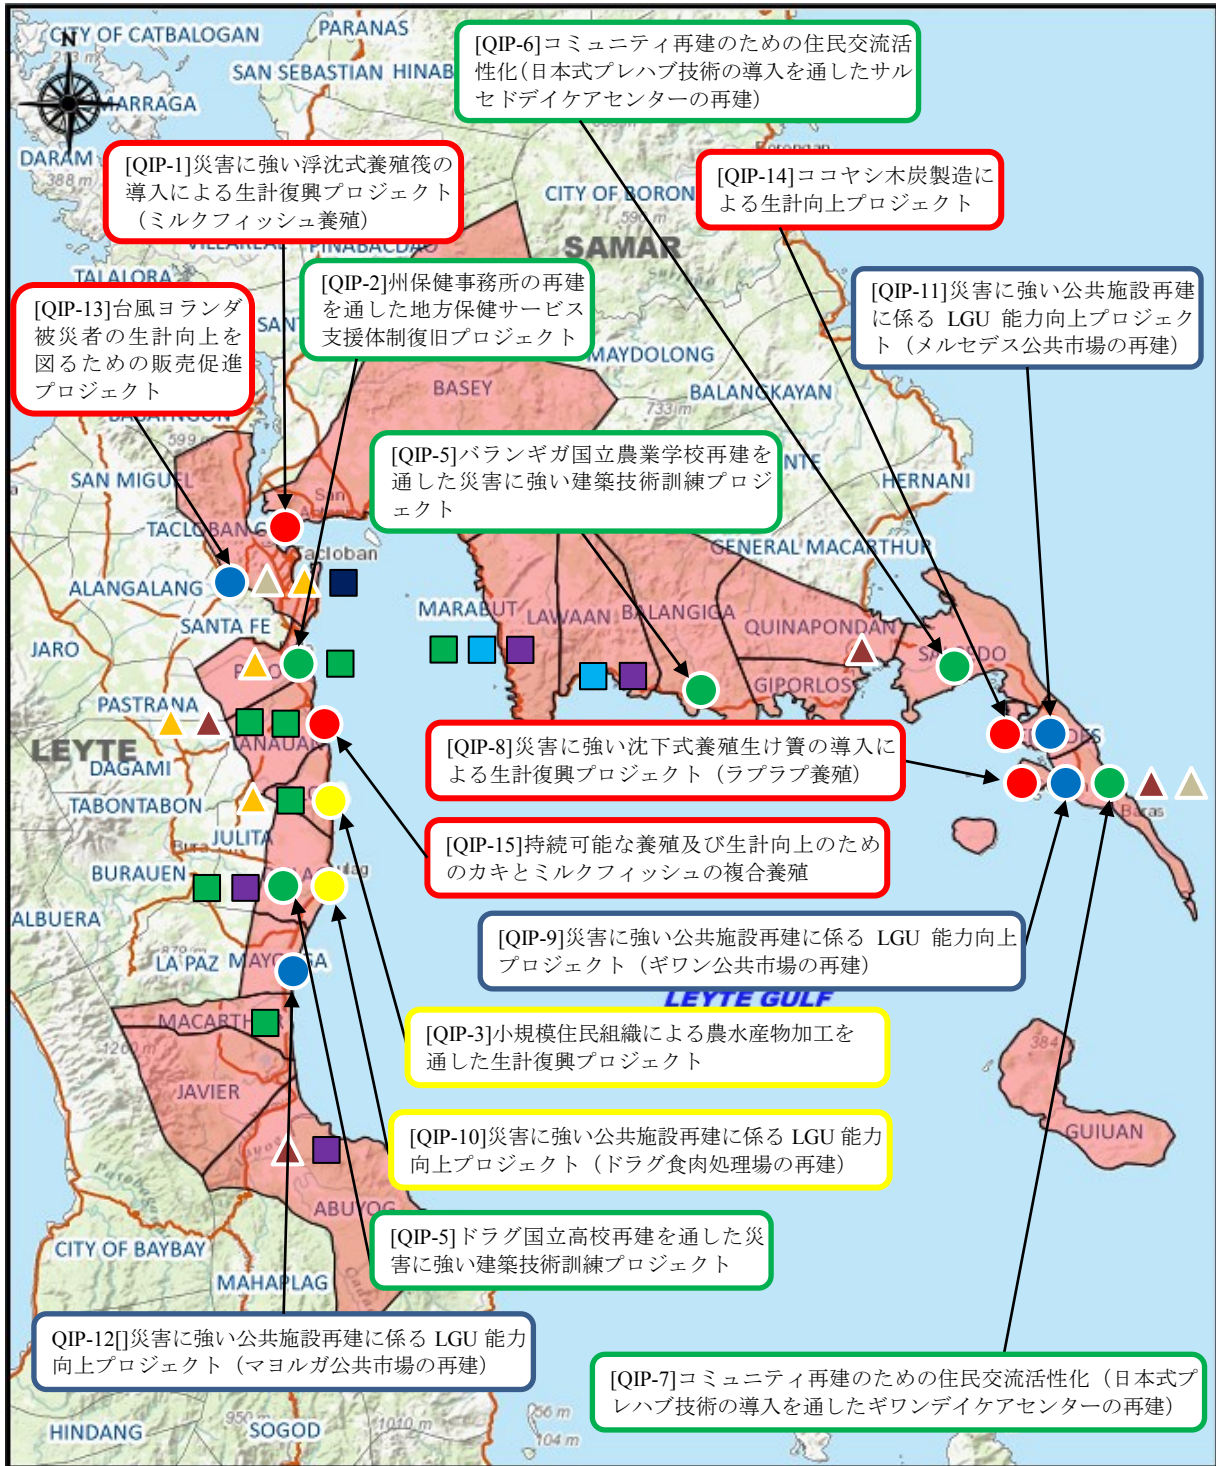 CITY OF CATBALOGAN
PARANAS
N
SAN SEBASTIAN
HINAB
MARRAGA
DARAM
388 m
[QIP-6]コミュニティ再建のための住民交流活
性化（日本式プレハブ技術の導入を通したサル
セドデイケアセンターの再建）
[QIP-1]災害に強い浮沈式養殖筏の
導入による生計復興プロジェクト
（ミルクフィッシュ養殖）
[QIP-14]ココヤシ木炭製造に
よる生計向上プロジェクト
CITY OF BORON
SAMAR
PINABACDAO
TALALORA
[QIP-2]州保健事務所の再建
を通した地方保健サービス
支援体制復旧プロジェクト
[QIP-11]災害に強い公共施設再建
に係る LGU 能力向上プロジェク
ト（メルセデス公共市場の再建）
[QIP-13]台風ヨランダ
被災者の生計向上を
図るための販売促進
プロジェクト
SANT
MAYDOLONG
BASEY
BALANGKAYAN
733 m
599 m
[QIP-5]バランギガ国立農業学校再建を
通した災害に強い建築技術訓練プロジ
ェクト
SAN MIGUEL
NTE
HERNANI
San
TACLOBAN
Tacloban
GENERAL MACARTHUR
ALANGALANG
MARABUT
LAWAAN
BALANGIGA
QUINAPONDAN
SANTA FE
JARO
GIPORLOS
PASTRANA
LEYTE
TANAUAN
[QIP-8]災害に強い沈下式養殖生け簀の導入に
よる生計復興プロジェクト（ラプラプ養殖）
DAGAMI
TABONTABON
Baras
JULITA
[QIP-15]持続可能な養殖及び生計向上のため
のカキとミルクフィッシュの複合養殖
BURAUEN
ALBUERA
[QIP-9]災害に強い公共施設再建に係る LGU 能力向上
プロジェクト（ギワン公共市場の再建）
LA PAZ
LEYTE GULF
MACARTHUR
1200 m
[QIP-3]小規模住民組織による農水産物加工を
通した生計復興プロジェクト
384
JAVIER
[QIP-10]災害に強い公共施設再建に係る LGU 能力
向上プロジェクト（ドラグ食肉処理場の再建）
GUIUAN
ABUYOG
[QIP-5]ドラグ国立高校再建を通した災
害に強い建築技術訓練プロジェクト
CITY OF BAYBAY
MAHAPLAG
QIP-12[]災害に強い公共施設再建に係る LGU 能力
向上プロジェクト（マヨルガ公共市場の再建）
[QIP-7]コミュニティ再建のための住民交流活性化（日本式プ
レハブ技術の導入を通したギワンデイケアセンターの再建）
HINDANG
950 m
SOGOD
1010 m
56 m
104 m